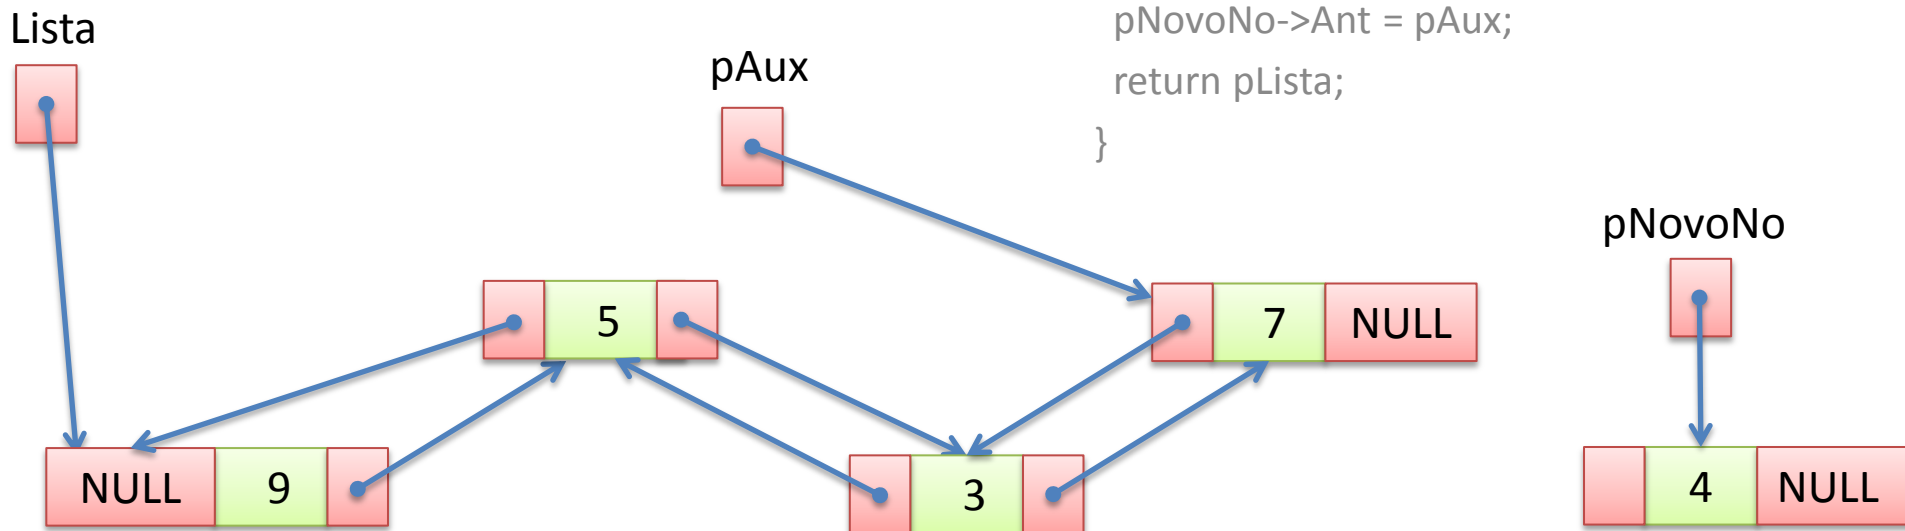 Lista
pNovoNo->Ant = pAux;
pAux
return pLista;
}
pNovoNo
5
7 NULL
NULL 9
3
4 NULL